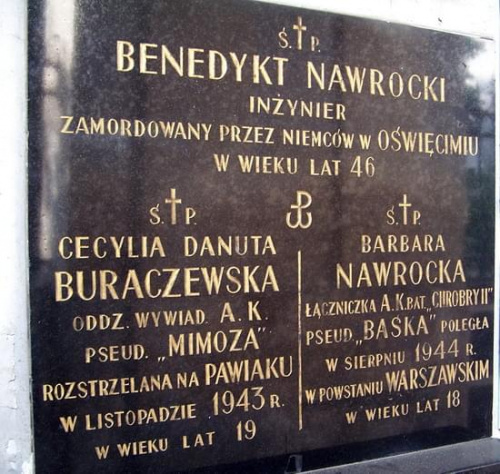 Ś.†P.
BENEDYKT NAWROCKI
INŻYNIER
ZAMORDOWANY PRZEZ NIEMCÓW W OŚWIĘCIMIU
W WIEKU LAT 46
Ś.†P.
CECYLIA DANUTA
BURACZEWSKA
ODDZ. WYWIAD. A.K.
PSEUD. „MIMOZA"
ROZSTRZELANA NA PAWIAKU
W LISTOPADZIE 1943 R.
W WIEKU LAT 19
Ś.†P.
BARBARA
NAWROCKA
ŁĄCZNICZKA A.K. BAT. „CHROBRY II"
PSEUD. „BAŚKA" POLEGŁA
W SIERPNIU 1944 R.
W POWSTANIU WARSZAWSKIM
W WIEKU LAT 18